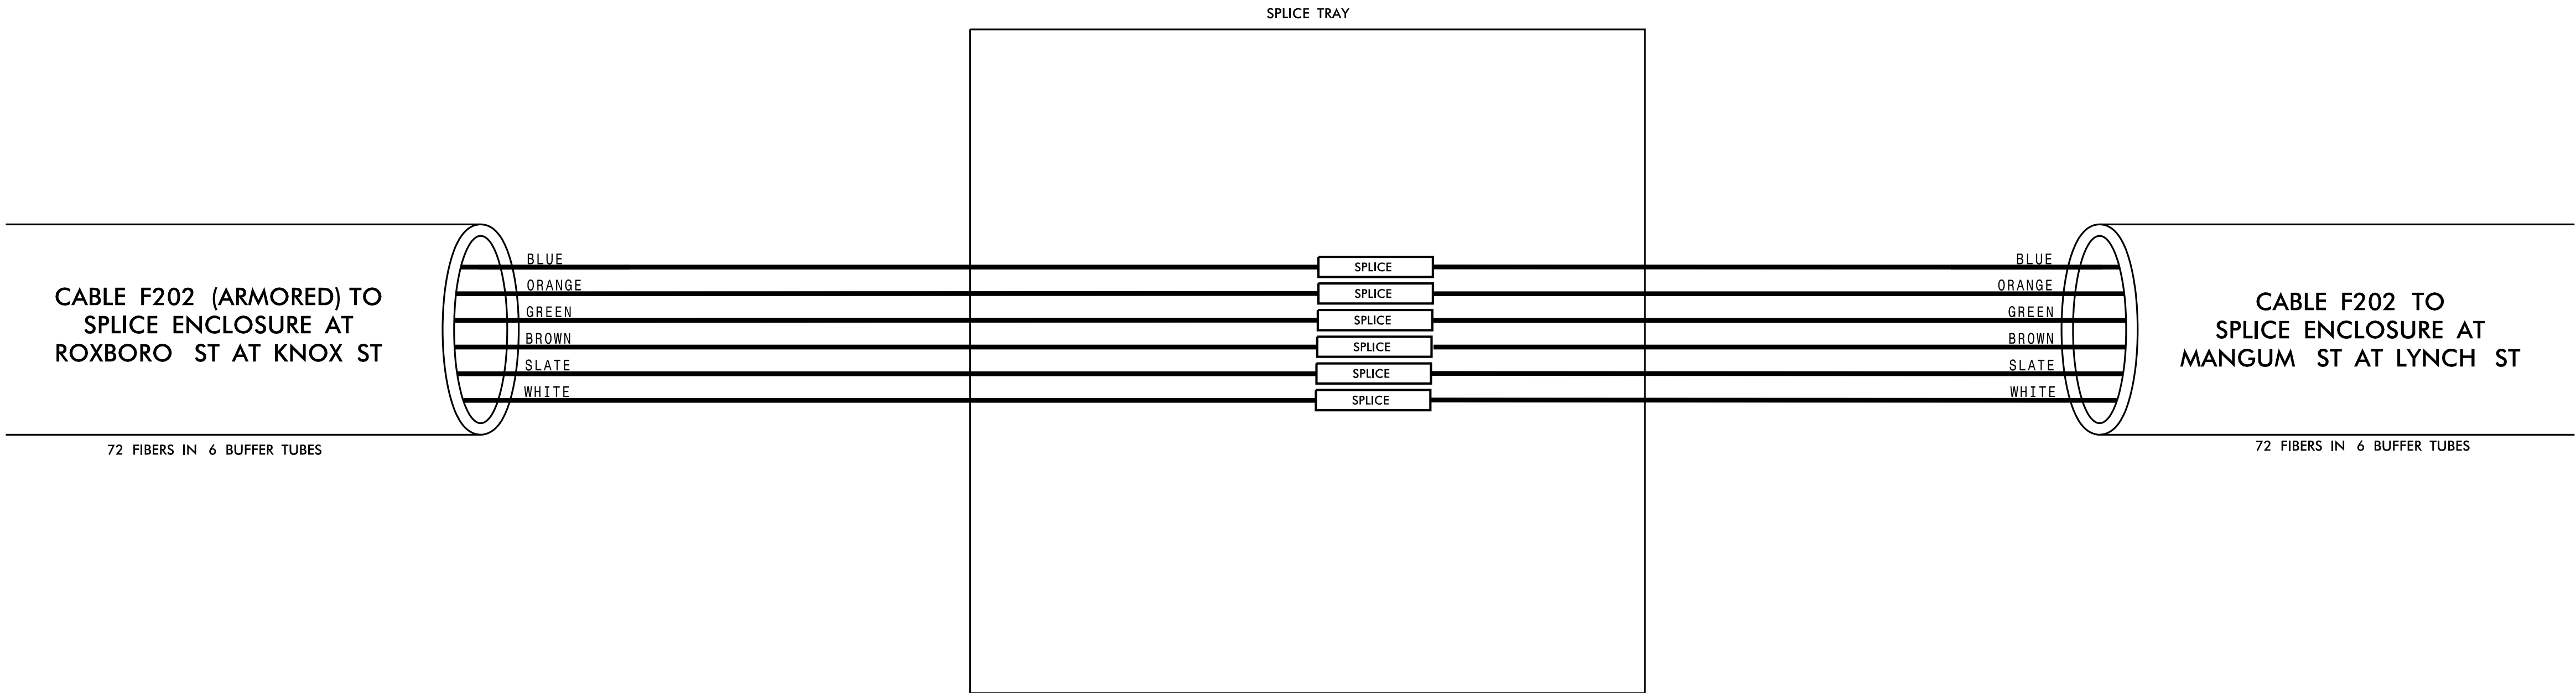 SPLICE TRAY
CABLE F202 (ARMORED) TO
SPLICE ENCLOSURE AT
ROXBORO ST AT KNOX ST
72 FIBERS IN 6 BUFFER TUBES
BLUE
ORANGE
GREEN
BROWN
SLATE
WHITE
SPLICE
SPLICE
SPLICE
SPLICE
SPLICE
SPLICE
BLUE
ORANGE
GREEN
BROWN
SLATE
WHITE
CABLE F202 TO
SPLICE ENCLOSURE AT
MANGUM ST AT LYNCH ST
72 FIBERS IN 6 BUFFER TUBES